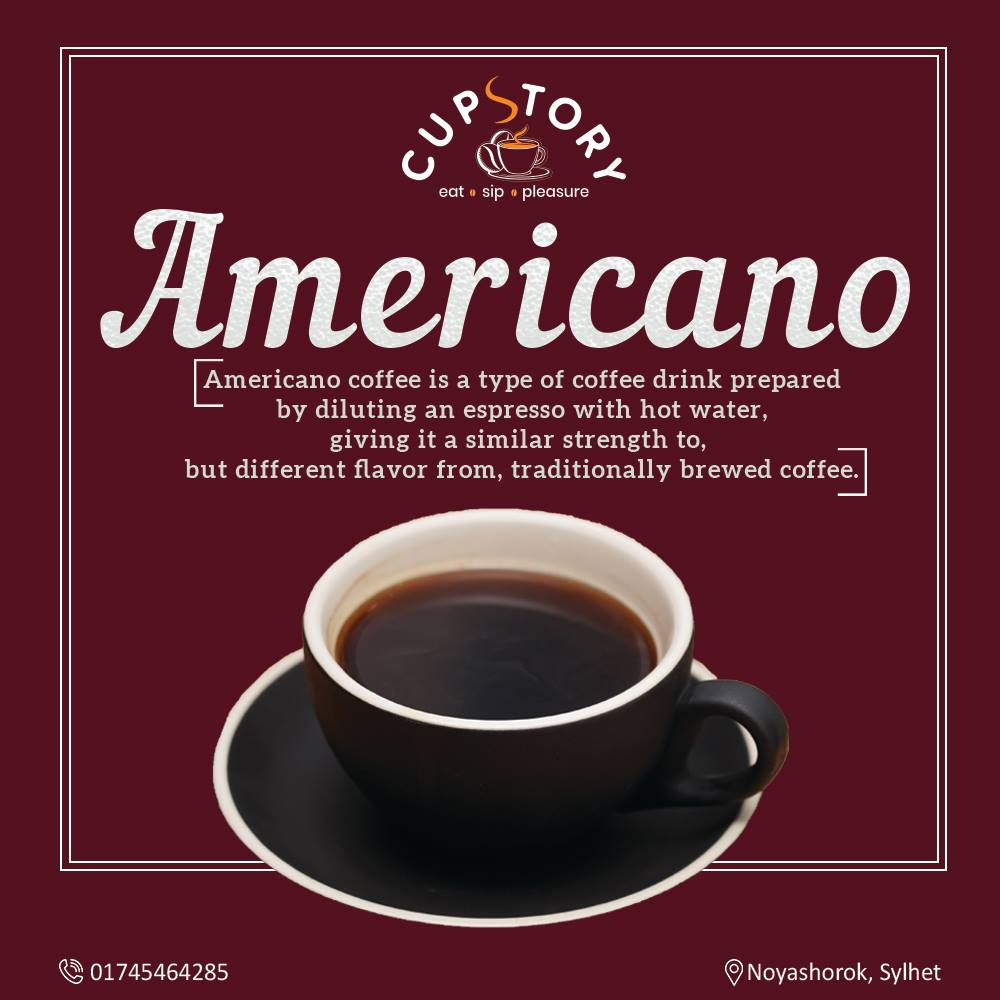 CUPSTORY
eat • sip • pleasure
Americano
Americano coffee is a type of coffee drink prepared
by diluting an espresso with hot water,
giving it a similar strength to,
but different flavor from, traditionally brewed coffee.
01745464285
Noyashorok, Sylhet